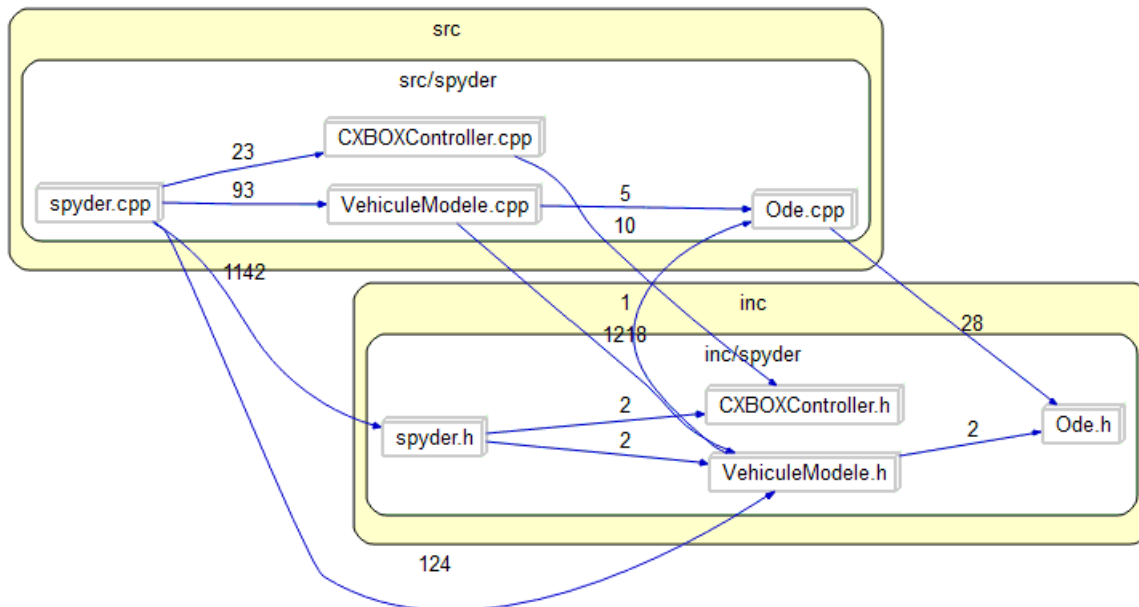 src
src/spyder
CXBOXController.cpp
23
93
5
spyder.cpp
VehiculeModele.cpp
Ode.cpp
10
1142
1
inc
28
1218
inc/spyder
CXBOXController.h
2
2
Ode.h
spyder.h
2
VehiculeModele.h
124